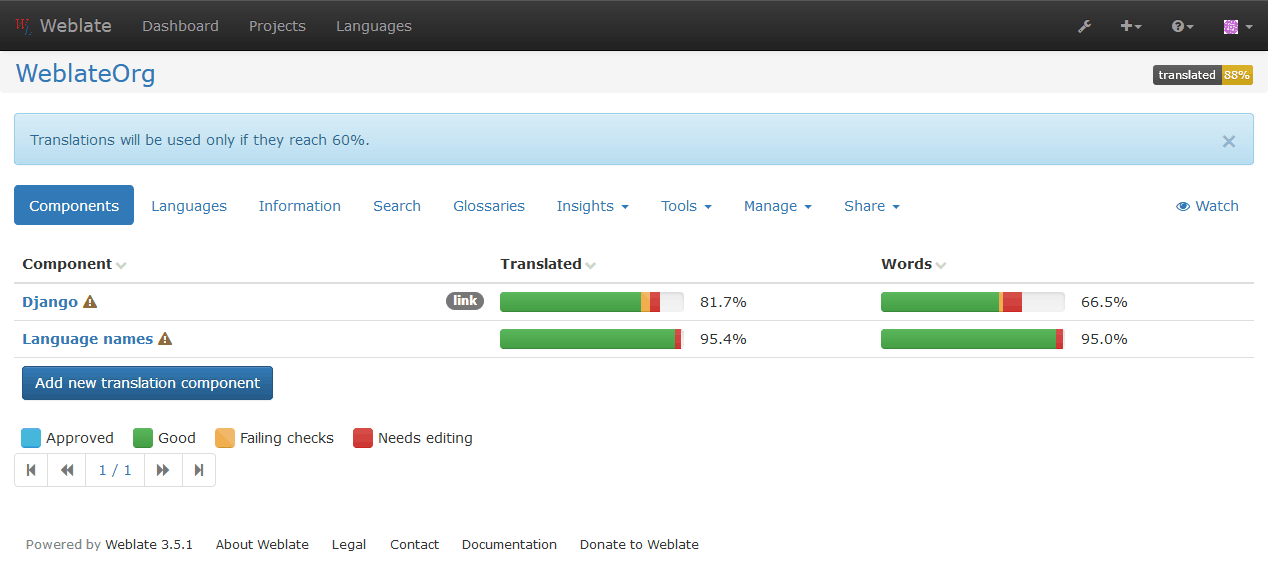 Weblate Dashboard Projects Languages
WeblateOrg translated 88%
Translations will be used only if they reach 60%. ×
Components Languages Information Search Glossaries Insights Tools Manage Share Watch
Component Translated Words
Django link 81.7% 66.5%
Language names 95.4% 95.0%
Add new translation component
Approved Good Failing checks Needs editing
1 / 1
Powered by Weblate 3.5.1 About Weblate Legal Contact Documentation Donate to Weblate